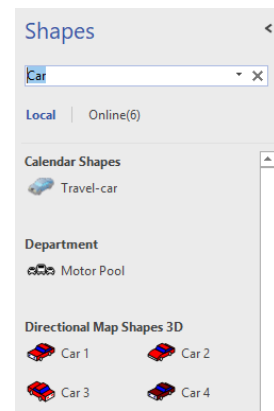 Shapes
Car
Local Online(6)
Calendar Shapes
Travel-car
Department
Motor Pool
Directional Map Shapes 3D
Car 1 Car 2
Car 3 Car 4